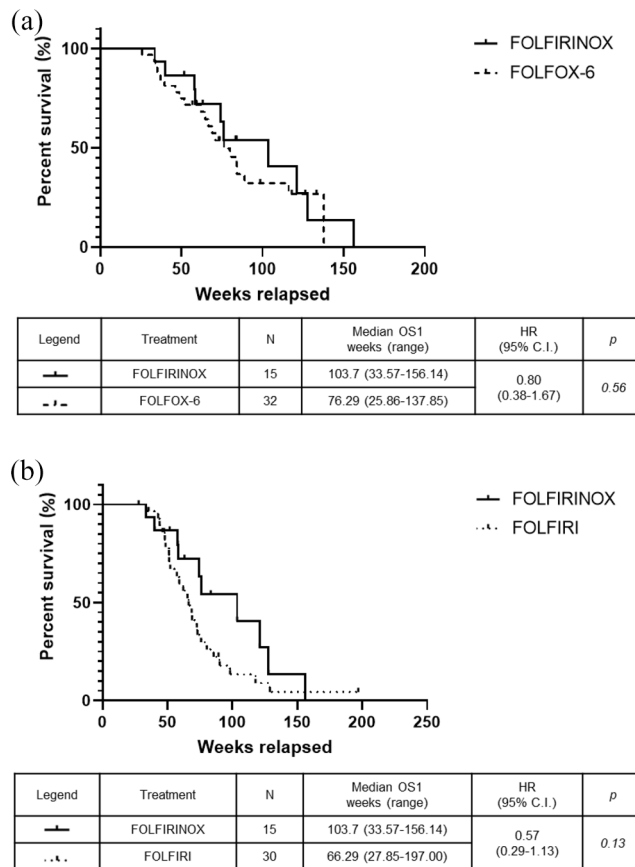 (a)
100
50
0
Percent survival (%)
0 50 100 150 200
Weeks relapsed
FOLFIRINOX
FOLFOX-6
Legend Treatment N Median OS1 weeks (range) HR (95% C.I.) p
FOLFIRINOX 15 103.7 (33.57-156.14) 0.80 (0.38-1.67) 0.56
FOLFOX-6 32 76.29 (25.86-137.85)
(b)
100
50
0
Percent survival (%)
0 50 100 150 200 250
Weeks relapsed
FOLFIRINOX
FOLFIRI
Legend Treatment N Median OS1 weeks (range) HR (95% C.I.) p
FOLFIRINOX 15 103.7 (33.57-156.14) 0.57 (0.29-1.13) 0.13
FOLFIRI 30 66.29 (27.85-197.00)